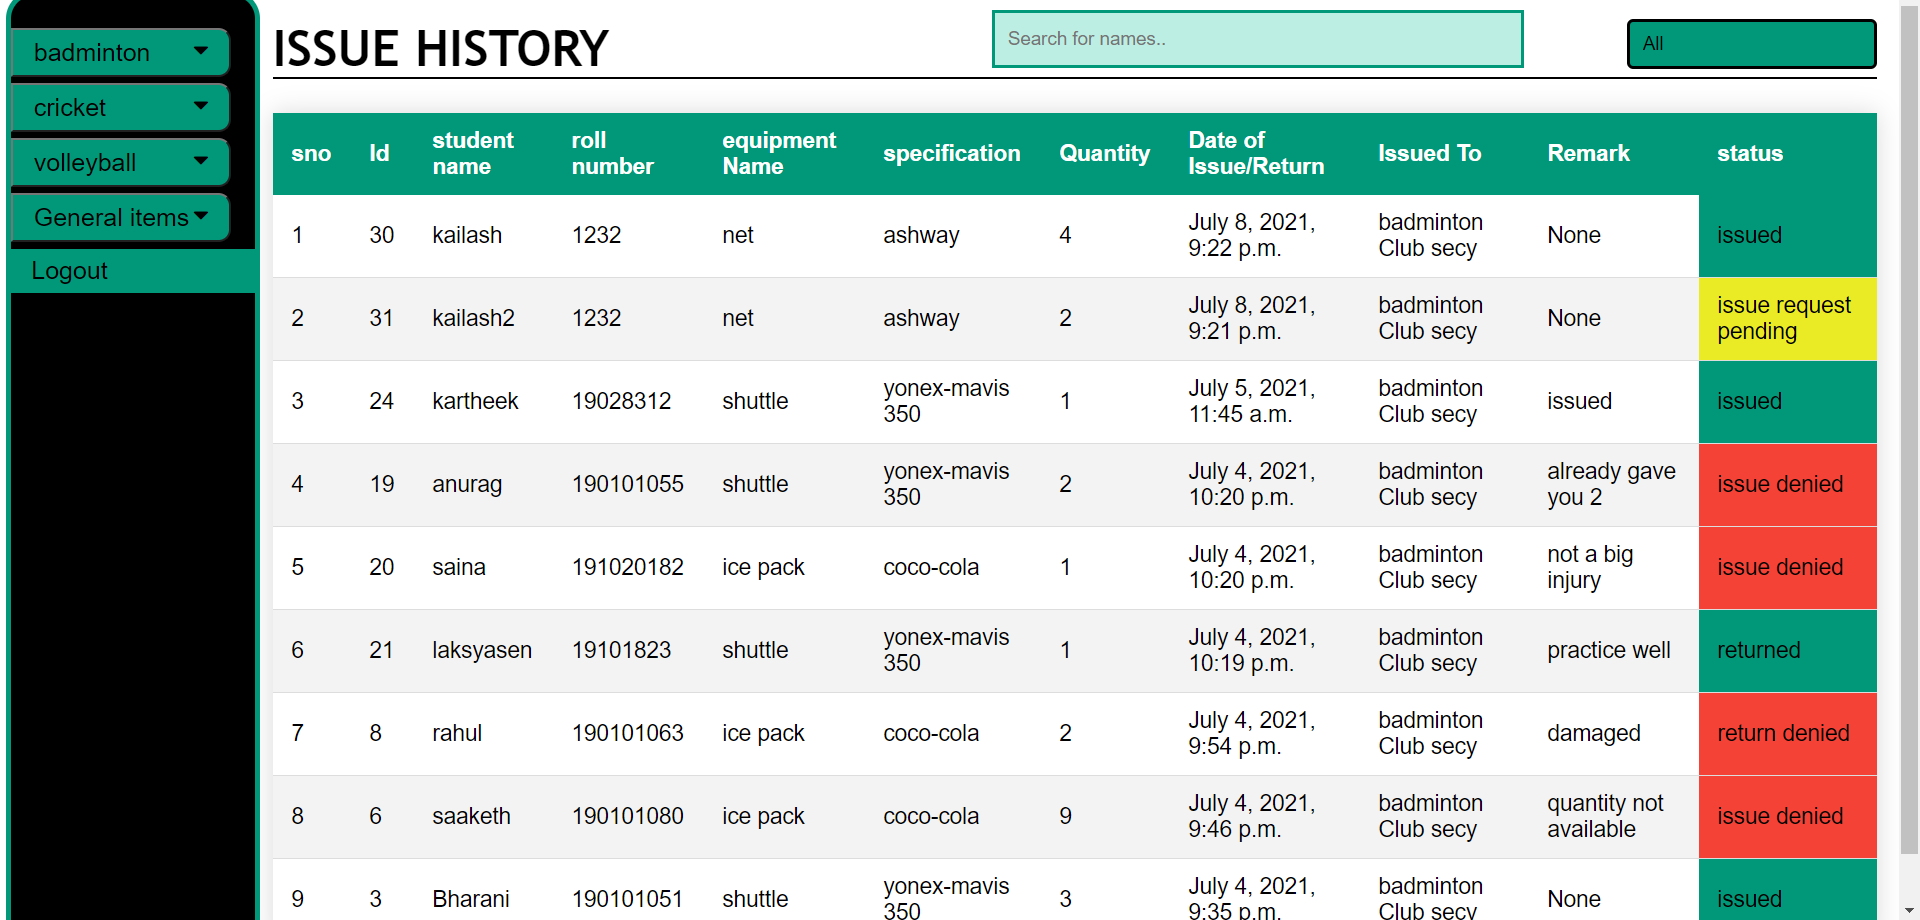 badminton
cricket
volleyball
General items
Logout
ISSUE HISTORY
Search for names..
All
sno Id student name roll number equipment Name specification Quantity Date of Issue/Return Issued To Remark status
1 30 kailash 1232 net ashway 4 July 8, 2021, 9:22 p.m. badminton Club secy None issued
2 31 kailash2 1232 net ashway 2 July 8, 2021, 9:21 p.m. badminton Club secy None issue request pending
3 24 kartheek 19028312 shuttle yonex-mavis 350 1 July 5, 2021, 11:45 a.m. badminton Club secy issued issued
4 19 anurag 190101055 shuttle yonex-mavis 350 2 July 4, 2021, 10:20 p.m. badminton Club secy already gave you 2 issue denied
5 20 saina 191020182 ice pack coco-cola 1 July 4, 2021, 10:20 p.m. badminton Club secy not a big injury issue denied
6 21 laksyasen 19101823 shuttle yonex-mavis 350 1 July 4, 2021, 10:19 p.m. badminton Club secy practice well returned
7 8 rahul 190101063 ice pack coco-cola 2 July 4, 2021, 9:54 p.m. badminton Club secy damaged return denied
8 6 saaketh 190101080 ice pack coco-cola 9 July 4, 2021, 9:46 p.m. badminton Club secy quantity not available issue denied
9 3 Bharani 190101051 shuttle yonex-mavis 350 3 July 4, 2021, 9:35 p.m. badminton Club secy None issued